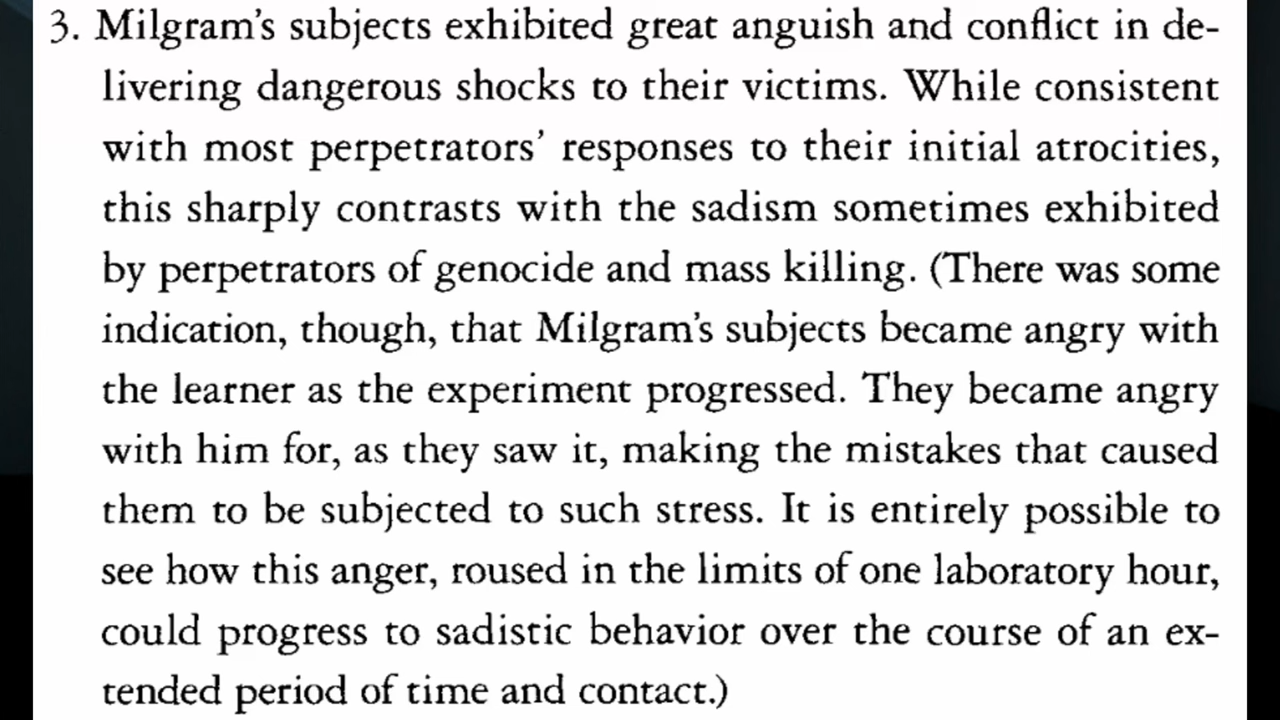 3. Milgram's subjects exhibited great anguish and conflict in de-
livering dangerous shocks to their victims. While consistent
with most perpetrators' responses to their initial atrocities,
this sharply contrasts with the sadism sometimes exhibited
by perpetrators of genocide and mass killing. (There was some
indication, though, that Milgram's subjects became angry with
the learner as the experiment progressed. They became angry
with him for, as they saw it, making the mistakes that caused
them to be subjected to such stress. It is entirely possible to
see how this anger, roused in the limits of one laboratory hour,
could progress to sadistic behavior over the course of an ex-
tended period of time and contact.)